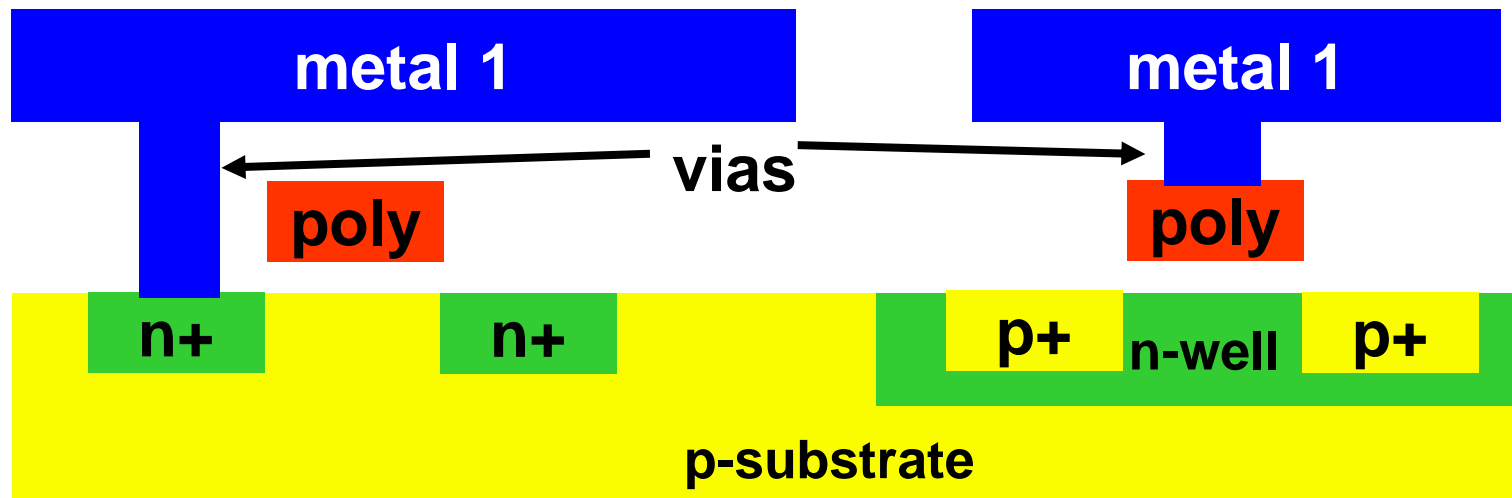 metal 1
metal 1
vias
poly
poly
n+
n+
p+
n-well
p+
p-substrate